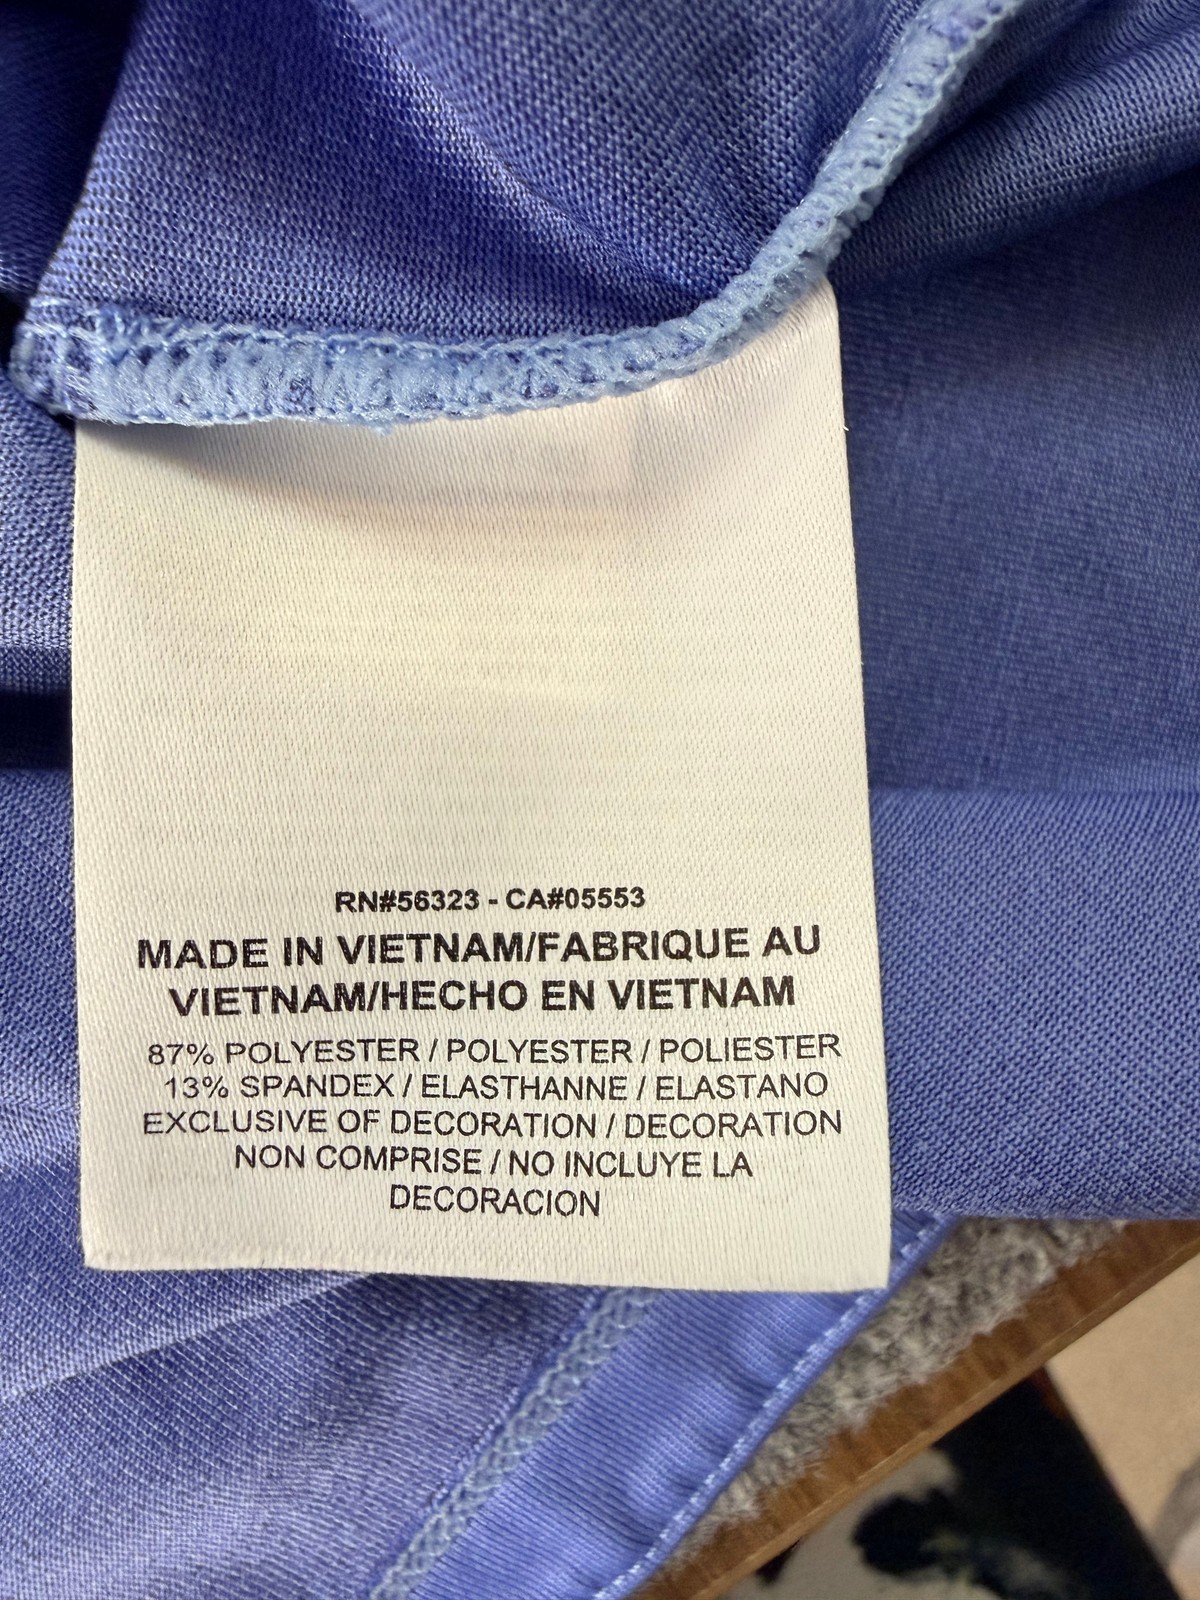 RN#56323 - CA#05553
MADE IN VIETNAM/FABRIQUE AU
VIETNAM/HECHO EN VIETNAM
87% POLYESTER / POLYESTER / POLIESTER
13% SPANDEX / ELASTHANNE / ELASTANO
EXCLUSIVE OF DECORATION / DECORATION
NON COMPRISE / NO INCLUYE LA
DECORACION